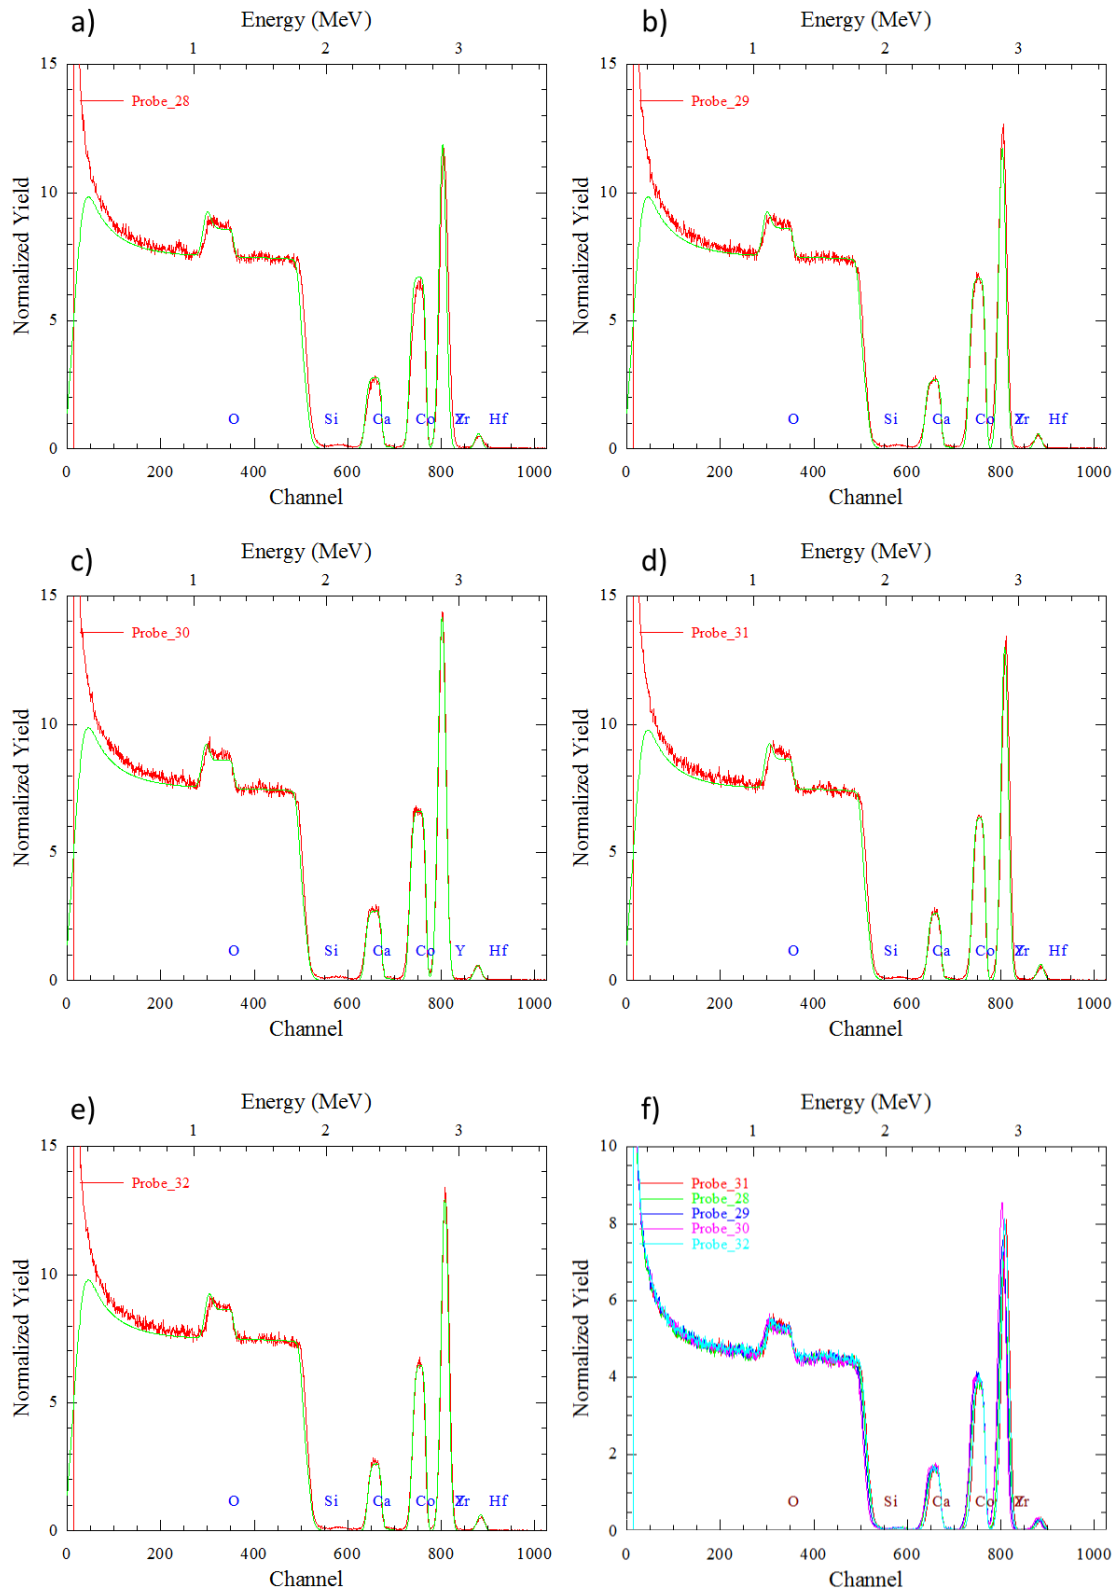 a)
Energy (MeV)
1 2 3
Normalized Yield
15
10
5
0
Probe_28
O Si Ca Co Zr Hf
0 200 400 600 800 1000
Channel
b)
Energy (MeV)
1 2 3
Normalized Yield
15
10
5
0
Probe_29
O Si Ca Co Zr Hf
0 200 400 600 800 1000
Channel
c)
Energy (MeV)
1 2 3
Normalized Yield
15
10
5
0
Probe_30
O Si Ca Co Y Hf
0 200 400 600 800 1000
Channel
d)
Energy (MeV)
1 2 3
Normalized Yield
15
10
5
0
Probe_31
O Si Ca Co Zr Hf
0 200 400 600 800 1000
Channel
e)
Energy (MeV)
1 2 3
Normalized Yield
15
10
5
0
Probe_32
O Si Ca Co Zr Hf
0 200 400 600 800 1000
Channel
f)
Energy (MeV)
1 2 3
Normalized Yield
10
8
6
4
2
0
Probe_31
Probe_28
Probe_29
Probe_30
Probe_32
O Si Ca Co Zr
0 200 400 600 800 1000
Channel